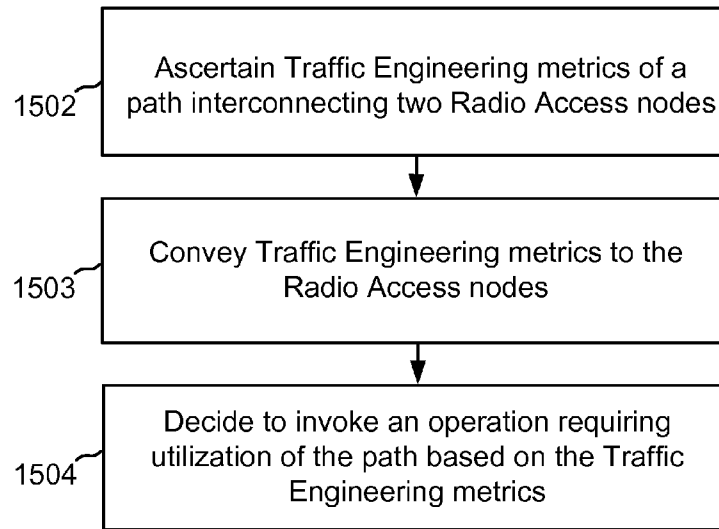 1502
Ascertain Traffic Engineering metrics of a
path interconnecting two Radio Access nodes
1503
Convey Traffic Engineering metrics to the
Radio Access nodes
1504
Decide to invoke an operation requiring
utilization of the path based on the Traffic
Engineering metrics